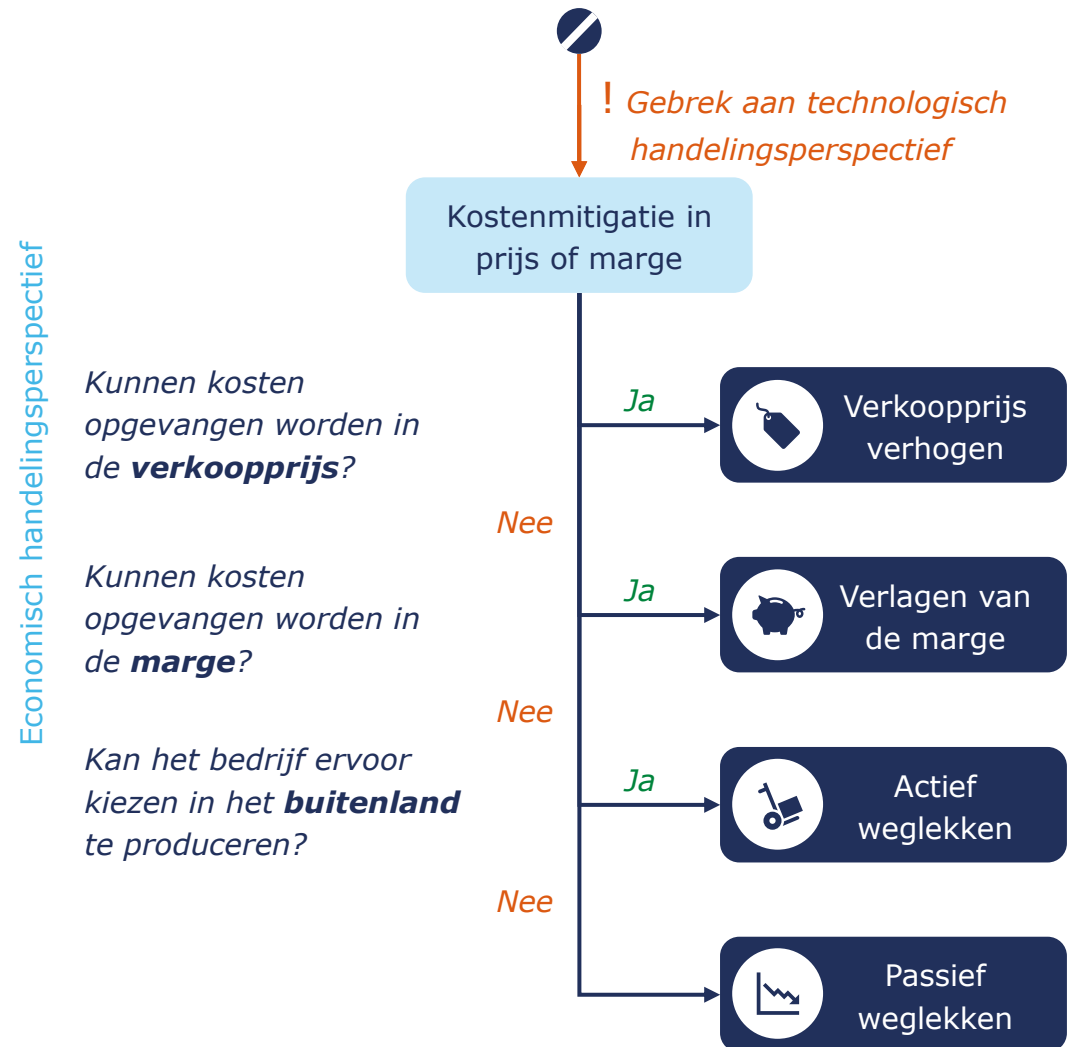 ! Gebrek aan technologisch
handelingsperspectief
Kostenmitigatie in
prijs of marge
Economisch handelingsperspectief
Kunnen kosten
opgevangen worden in
de verkoopprijs?
Ja
Verkoopprijs
verhogen
Nee
Kunnen kosten
opgevangen worden in
de marge?
Ja
Verlagen van
de marge
Nee
Kan het bedrijf ervoor
kiezen in het buitenland
te produceren?
Ja
Actief
weglekken
Nee
Passief
weglekken